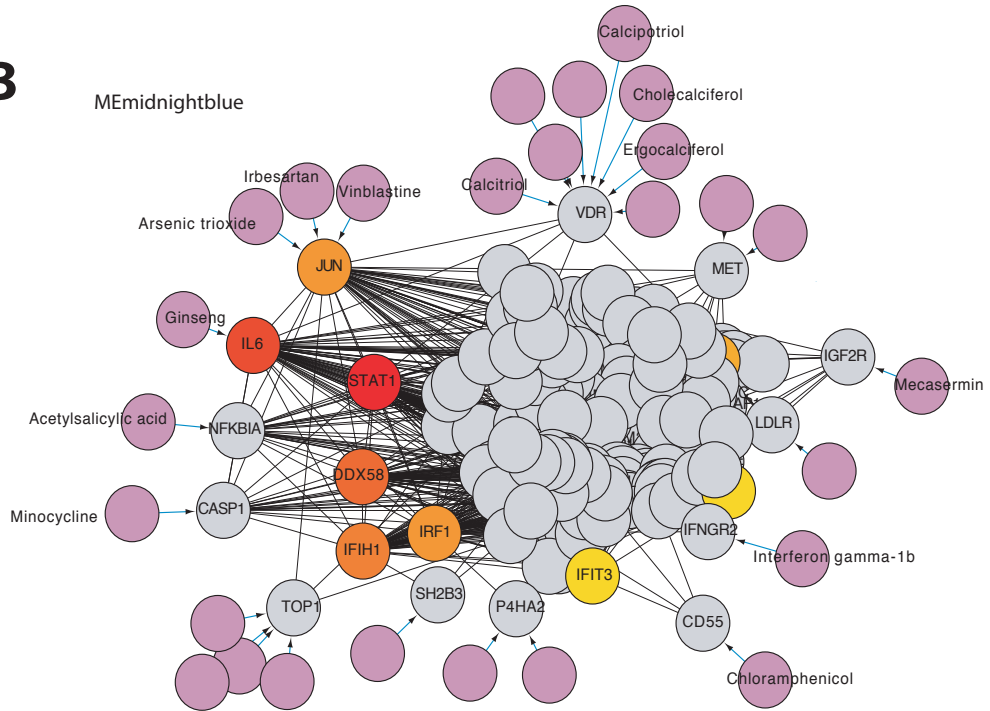 B
MEmidnightblue
Calcipotriol
Cholecalciferol
Ergocalciferol
Calcitriol
VDR
Irbesartan
Vinblastine
Arsenic trioxide
JUN
MET
Ginseng
IL6
STAT1
IGF2R
Mecasermin
Acetylsalicylic acid
NFKBIA
LDLR
DDX58
Minocycline
CASP1
IRF1
IFIH1
IFNGR2
Interferon gamma-1b
IFIT3
TOP1
SH2B3
P4HA2
CD55
Chloramphenicol